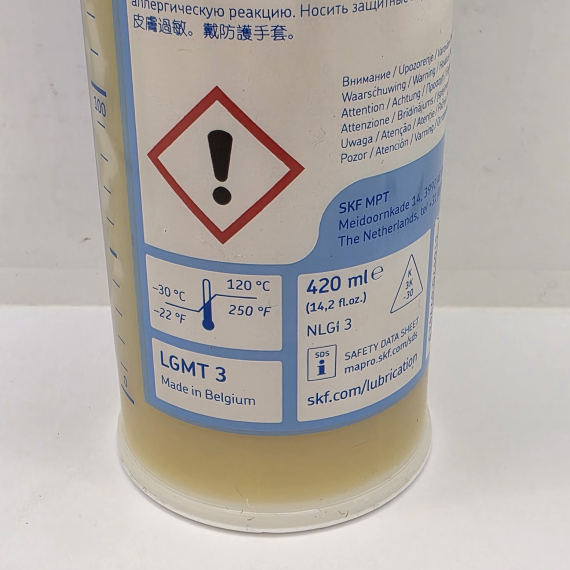 аллергическую реакцию. Носить защитные
皮膚過敏。戴防護手套。
100
Внимание / Upozorenje /
Waarschuwing / Warning /
Attention / Achtung /
Attenzione / Brīdinājums /
Uwaga / Atenção / Atenție /
Pozor / Atención / Varning /
SKF MPT
Meidoornkade 14,
The Netherlands, tel
–30 °C
120 °C
–22 °F
250 °F
420 ml ℮
(14,2 fl.oz.)
K
3K
-30
NLGI 3
SDS
SAFETY DATA SHEET
mapro.skf.com/sds
skf.com/lubrication
LGMT 3
Made in Belgium